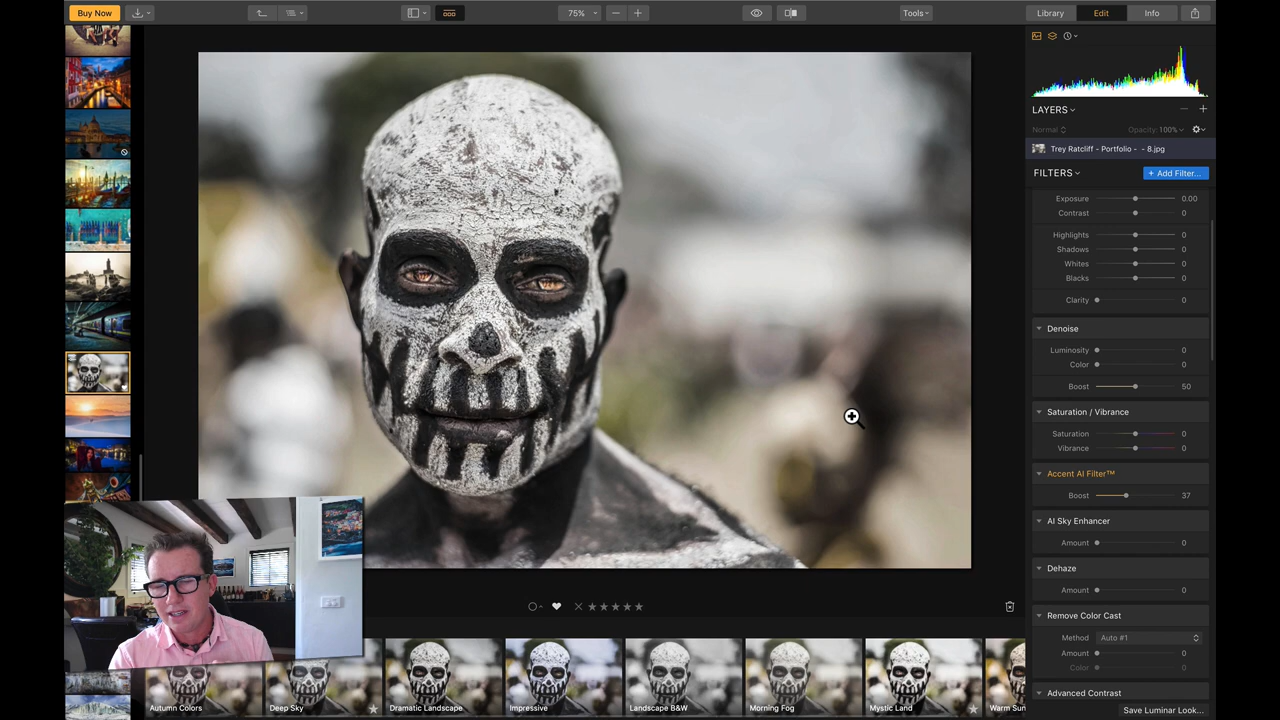 Buy Now
75%
Tools
Library
Edit
Info
LAYERS
Normal
Opacity: 100%
Trey Ratcliff - Portfolio - - 8.jpg
FILTERS
+ Add Filter...
Exposure 0.00
Contrast 0
Highlights 0
Shadows 0
Whites 0
Blacks 0
Clarity 0
Denoise
Luminosity 0
Color 0
Boost 50
Saturation / Vibrance
Saturation 0
Vibrance 0
Accent AI Filter™
Boost 37
AI Sky Enhancer
Amount 0
Dehaze
Amount 0
Remove Color Cast
Method Auto #1
Amount 0
Color 0
Advanced Contrast
Save Luminar Look...
Autumn Colors
Deep Sky
Dramatic Landscape
Impressive
Landscape B&W
Morning Fog
Mystic Land
Warm Sun